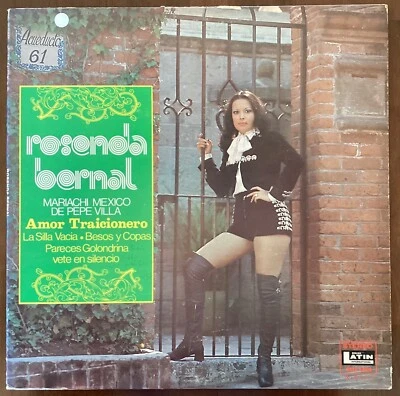 Acueducto
61
rosenda
bernal
MARIACHI MEXICO
DE PEPE VILLA
Amor Traicionero
La Silla Vacia • Besos y Copas
Pareces Golondrina
vete en silencio
LATIN